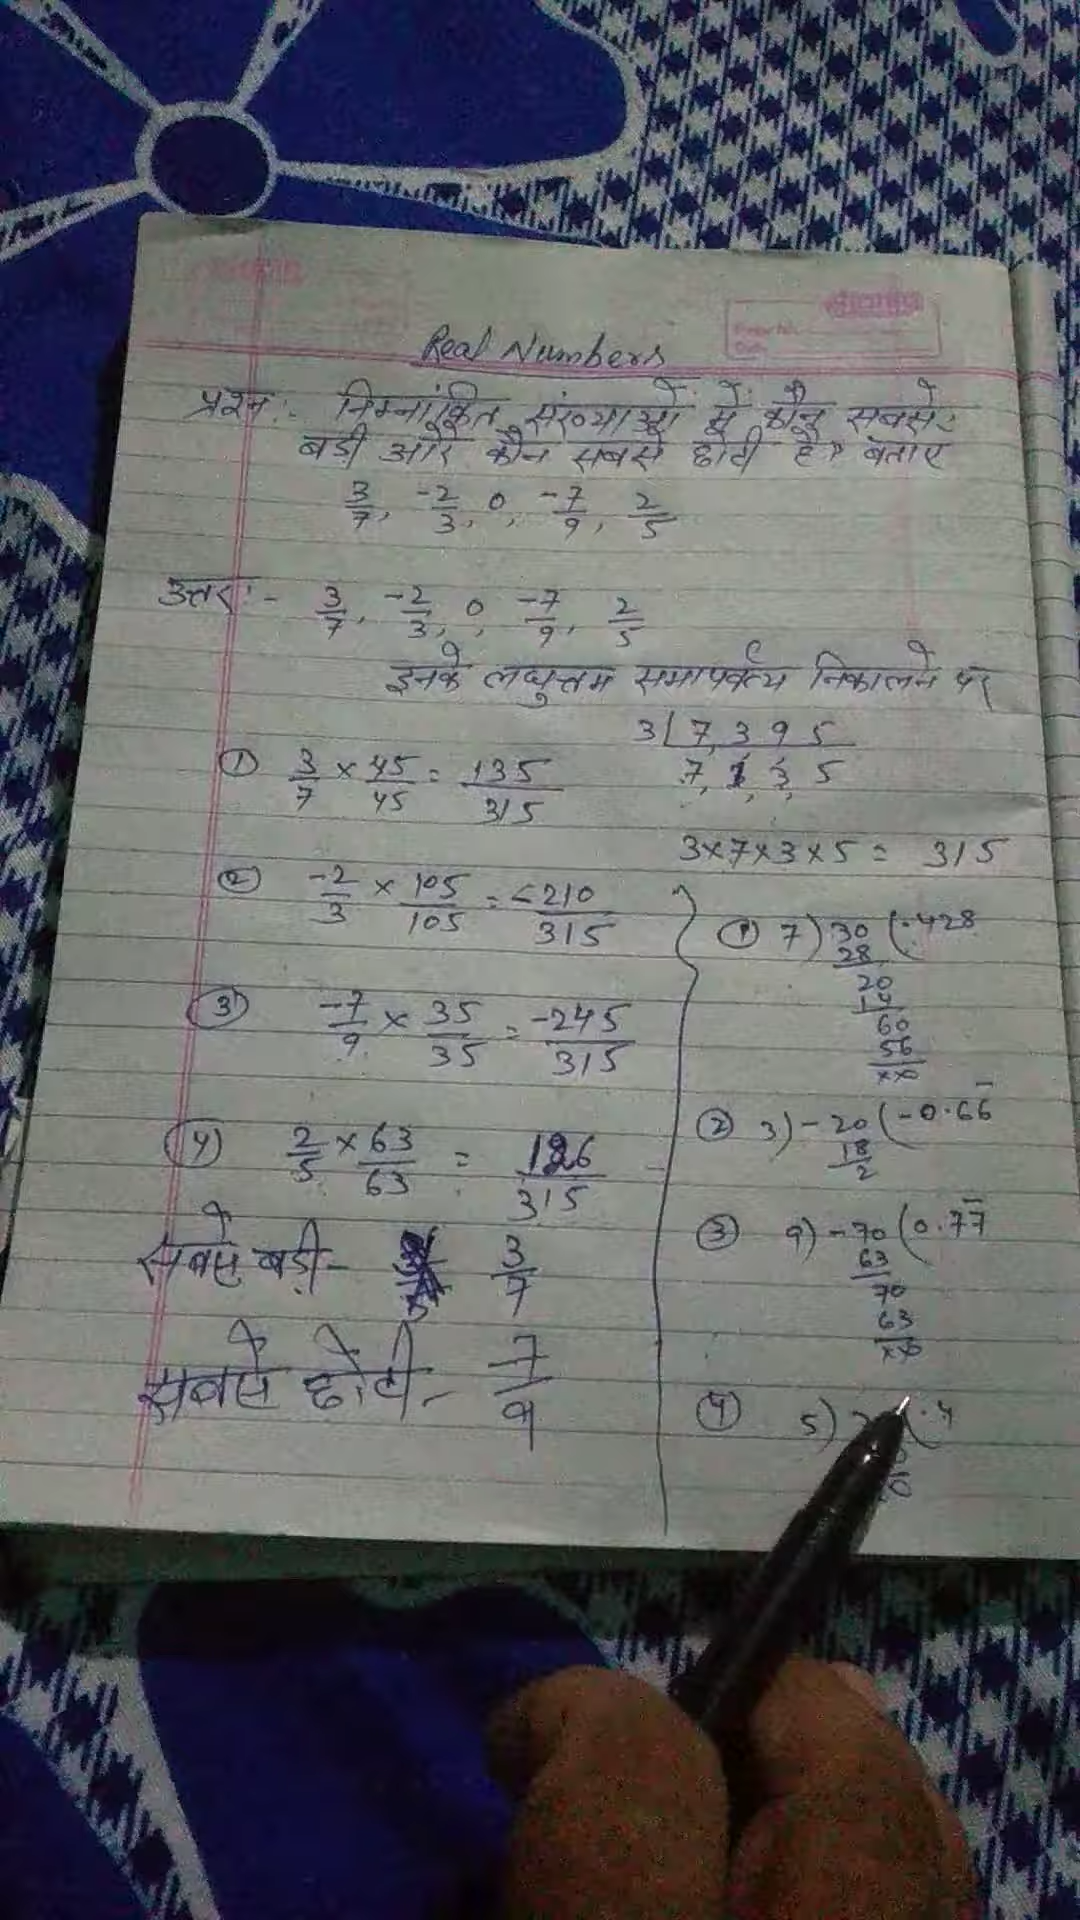 Real Numbers
प्रश्न:- निम्नांकित संख्याओं में कौन सबसे
बड़ी और कौन सबसे छोटी है? बताए
3/7, -2/3, 0, -7/9, 2/5
उत्तर:- 3/7, -2/3, 0, -7/9, 2/5
इनके लघुत्तम समापर्वत्य निकालने पर
3 | 7, 3 9 5
7, 1, 3, 5
3×7×3×5 = 315
① 3/7 × 45/45 = 135/315
② -2/3 × 105/105 = -210/315
③ -7/9 × 35/35 = -245/315
④ 2/5 × 63/63 = 126/315
सबसे बड़ी - 3/7
सबसे छोटी - 7/9
① 7) 30 (.428
28
20
14
60
56
××
② 3) -20 (-0.66̅
18
2
③ 9) -70 (0.77̅
63
70
63
××
④ 5) (.4